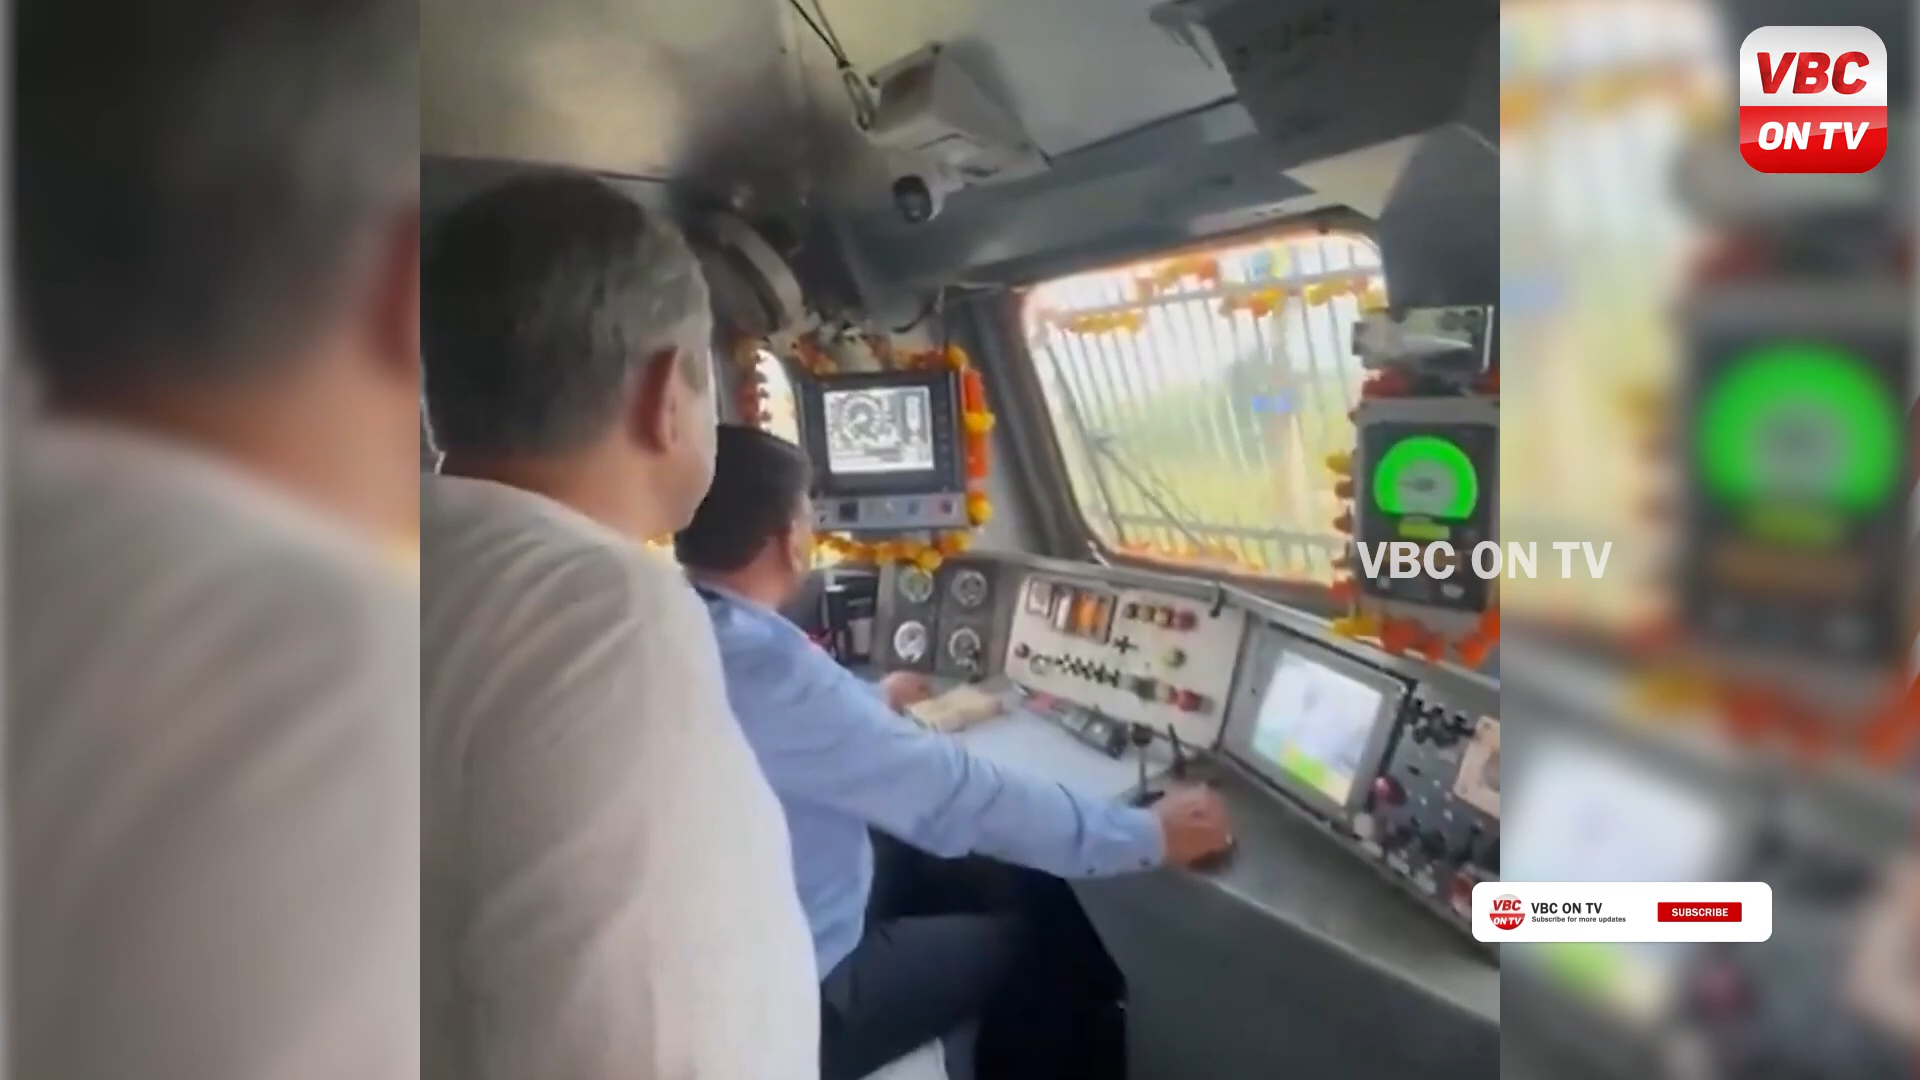 VBC
ON TV
VBC ON TV
VBC
ON TV
VBC ON TV
Subscribe for more updates
SUBSCRIBE